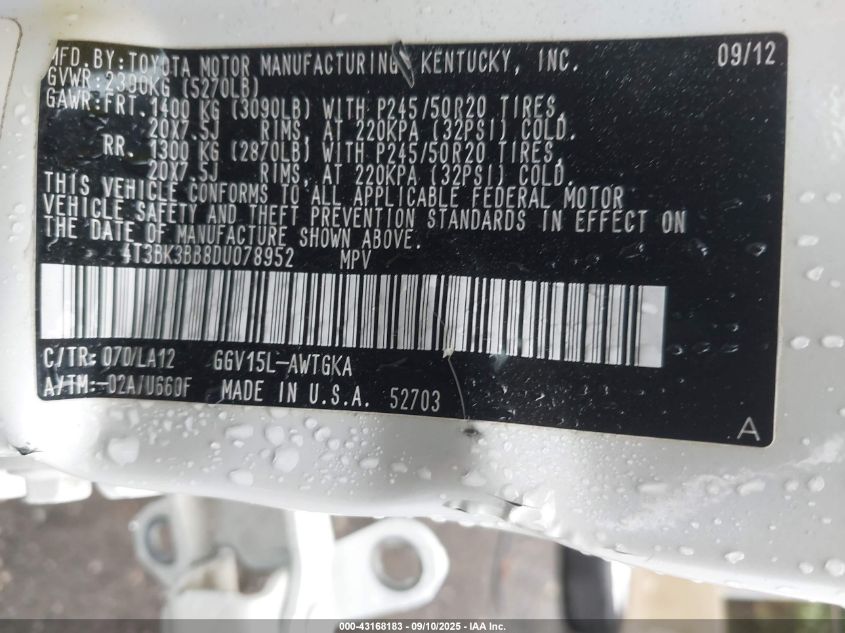 MFD. BY: TOYOTA MOTOR MANUFACTURING, KENTUCKY, INC. 09/12
GVWR: 2390KG (5270LB)
GAWR: FRT. 1400 KG (3090LB) WITH P245/50R20 TIRES,
20X7.5J RIMS, AT 220KPA (32PSI) COLD.
RR. 1300 KG (2870LB) WITH P245/50R20 TIRES,
20X7.5J RIMS, AT 220KPA (32PSI) COLD.
THIS VEHICLE CONFORMS TO ALL APPLICABLE FEDERAL MOTOR
VEHICLE SAFETY AND THEFT PREVENTION STANDARDS IN EFFECT ON
THE DATE OF MANUFACTURE SHOWN ABOVE.
4T3BK3BB8DU078952 MPV
C/TR: 070/LA12 GGV15L-AWTGKA
A/TM:-02A/U660F MADE IN U.S.A. 52703
A
000-43168183 - 09/10/2025 - IAA Inc.